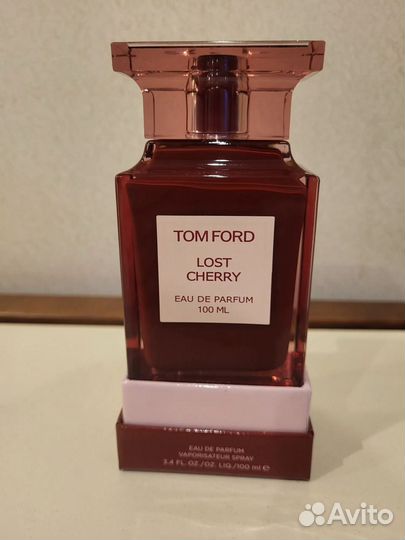 TOM FORD
LOST
CHERRY
EAU DE PARFUM
100 ML
EAU DE PARFUM
VAPORISATEUR SPRAY
3.4 FL. OZ./OZ. LIQ./100 ml ℮
Avito